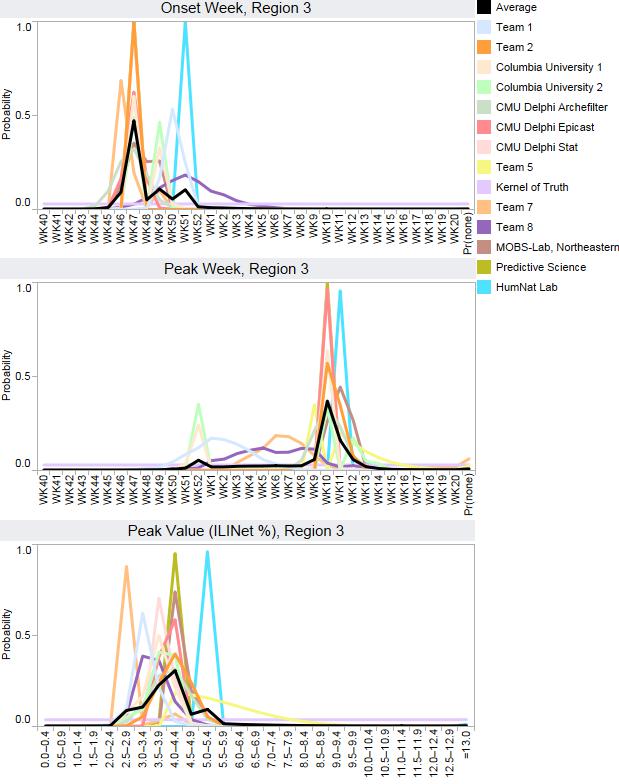 Onset Week, Region 3
1.0
0.5
0.0
Probability
WK40
WK41
WK42
WK43
WK44
WK45
WK46
WK47
WK48
WK49
WK50
WK51
WK52
WK1
WK2
WK3
WK4
WK5
WK6
WK7
WK8
WK9
WK10
WK11
WK12
WK13
WK14
WK15
WK16
WK17
WK18
WK19
WK20
Pr(none)
Average
Team 1
Team 2
Columbia University 1
Columbia University 2
CMU Delphi Archefilter
CMU Delphi Epicast
CMU Delphi Stat
Team 5
Kernel of Truth
Team 7
Team 8
MOBS-Lab, Northeastern
Predictive Science
HumNat Lab
Peak Week, Region 3
1.0
0.5
0.0
Probability
WK40
WK41
WK42
WK43
WK44
WK45
WK46
WK47
WK48
WK49
WK50
WK51
WK52
WK1
WK2
WK3
WK4
WK5
WK6
WK7
WK8
WK9
WK10
WK11
WK12
WK13
WK14
WK15
WK16
WK17
WK18
WK19
WK20
Pr(none)
Peak Value (ILINet %), Region 3
1.0
0.5
0.0
Probability
0.0–0.4
0.5–0.9
1.0–1.4
1.5–1.9
2.0–2.4
2.5–2.9
3.0–3.4
3.5–3.9
4.0–4.4
4.5–4.9
5.0–5.4
5.5–5.9
6.0–6.4
6.5–6.9
7.0–7.4
7.5–7.9
8.0–8.4
8.5–8.9
9.0–9.4
9.5–9.9
10.0–10.4
10.5–10.9
11.0–11.4
11.5–11.9
12.0–12.4
12.5–12.9
=13.0